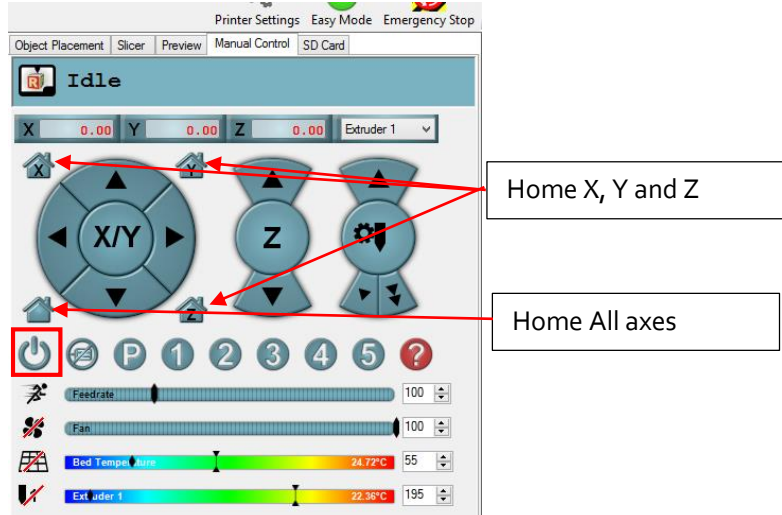 Printer Settings Easy Mode Emergency Stop
Object Placement Slicer Preview Manual Control SD Card
R
Idle
X 0.00 Y 0.00 Z 0.00 Extruder 1
X Y
Home X, Y and Z
X/Y Z
Z
Home All axes
P 1 2 3 4 5 ?
Feedrate 100
Fan 100
Bed Temperature 24.72°C 55
1 Extruder 1 22.36°C 195